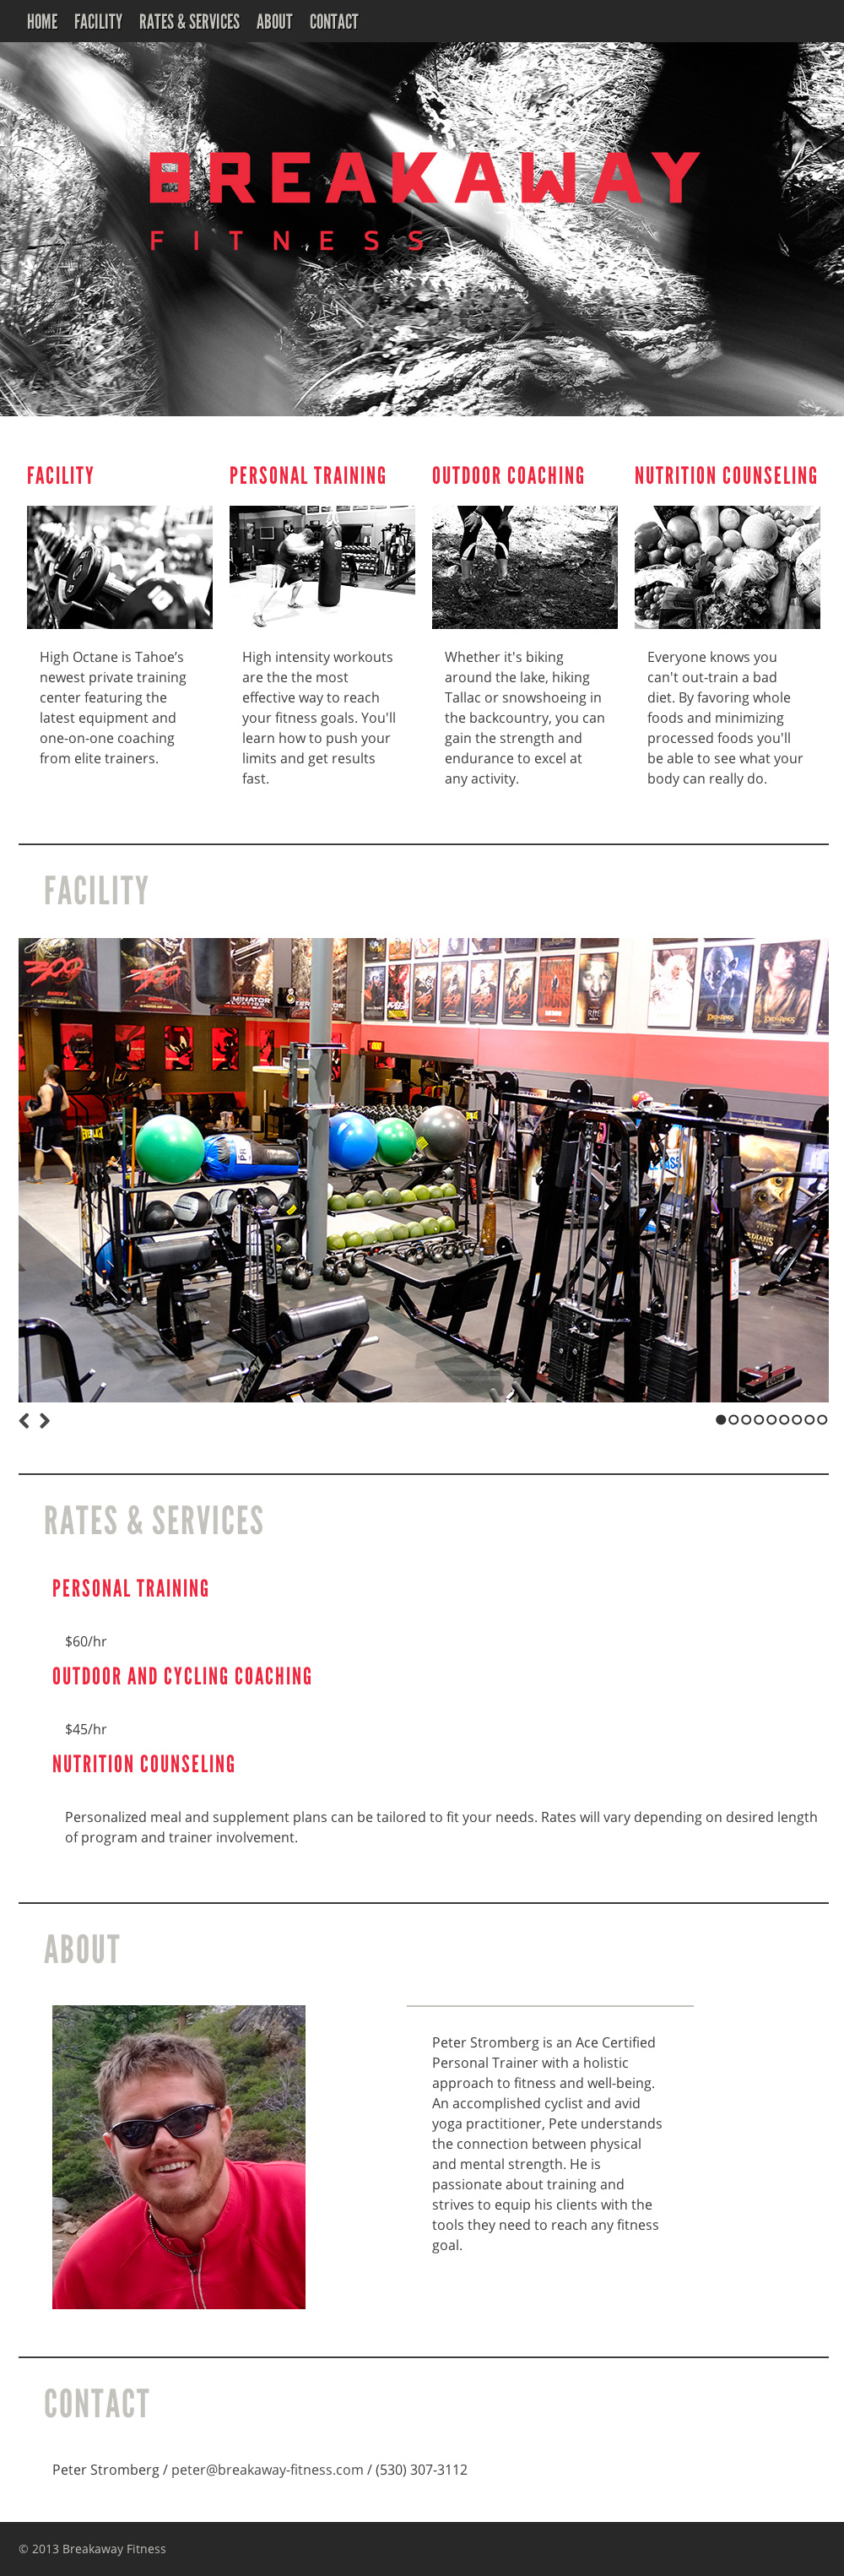 HOME FACILITY RATES & SERVICES ABOUT CONTACT
BREAKAWAY
FITNESS
FACILITY
High Octane is Tahoe’s
newest private training
center featuring the
latest equipment and
one-on-one coaching
from elite trainers.
PERSONAL TRAINING
High intensity workouts
are the the most
effective way to reach
your fitness goals. You'll
learn how to push your
limits and get results
fast.
OUTDOOR COACHING
Whether it's biking
around the lake, hiking
Tallac or snowshoeing in
the backcountry, you can
gain the strength and
endurance to excel at
any activity.
NUTRITION COUNSELING
Everyone knows you
can't out-train a bad
diet. By favoring whole
foods and minimizing
processed foods you'll
be able to see what your
body can really do.
FACILITY
300
300
RATES & SERVICES
PERSONAL TRAINING
$60/hr
OUTDOOR AND CYCLING COACHING
$45/hr
NUTRITION COUNSELING
Personalized meal and supplement plans can be tailored to fit your needs. Rates will vary depending on desired length
of program and trainer involvement.
ABOUT
Peter Stromberg is an Ace Certified
Personal Trainer with a holistic
approach to fitness and well-being.
An accomplished cyclist and avid
yoga practitioner, Pete understands
the connection between physical
and mental strength. He is
passionate about training and
strives to equip his clients with the
tools they need to reach any fitness
goal.
CONTACT
Peter Stromberg / peter@breakaway-fitness.com / (530) 307-3112
© 2013 Breakaway Fitness